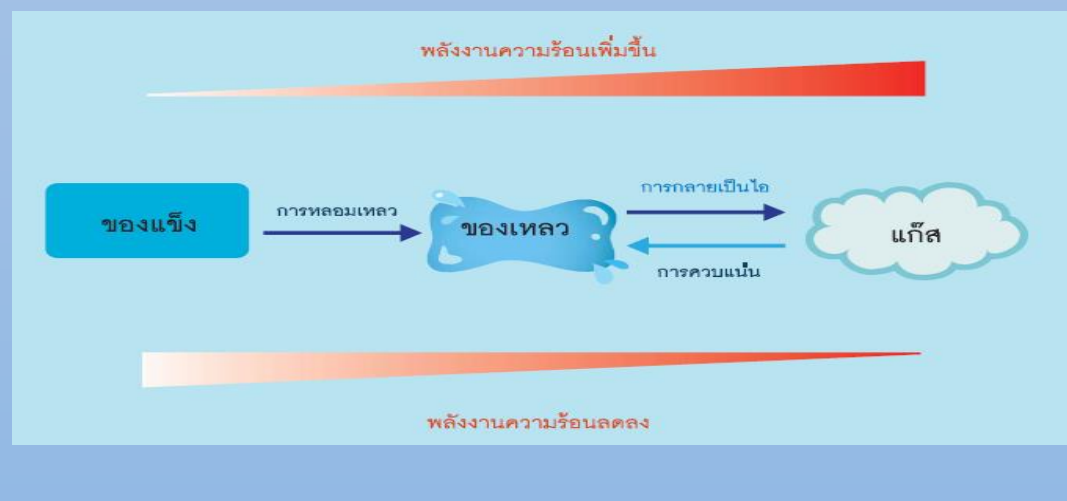 พลังงานความร้อนเพิ่มขึ้น
ของแข็ง
การหลอมเหลว
ของเหลว
การกลายเป็นไอ
การควบแน่น
แก๊ส
พลังงานความร้อนลดลง